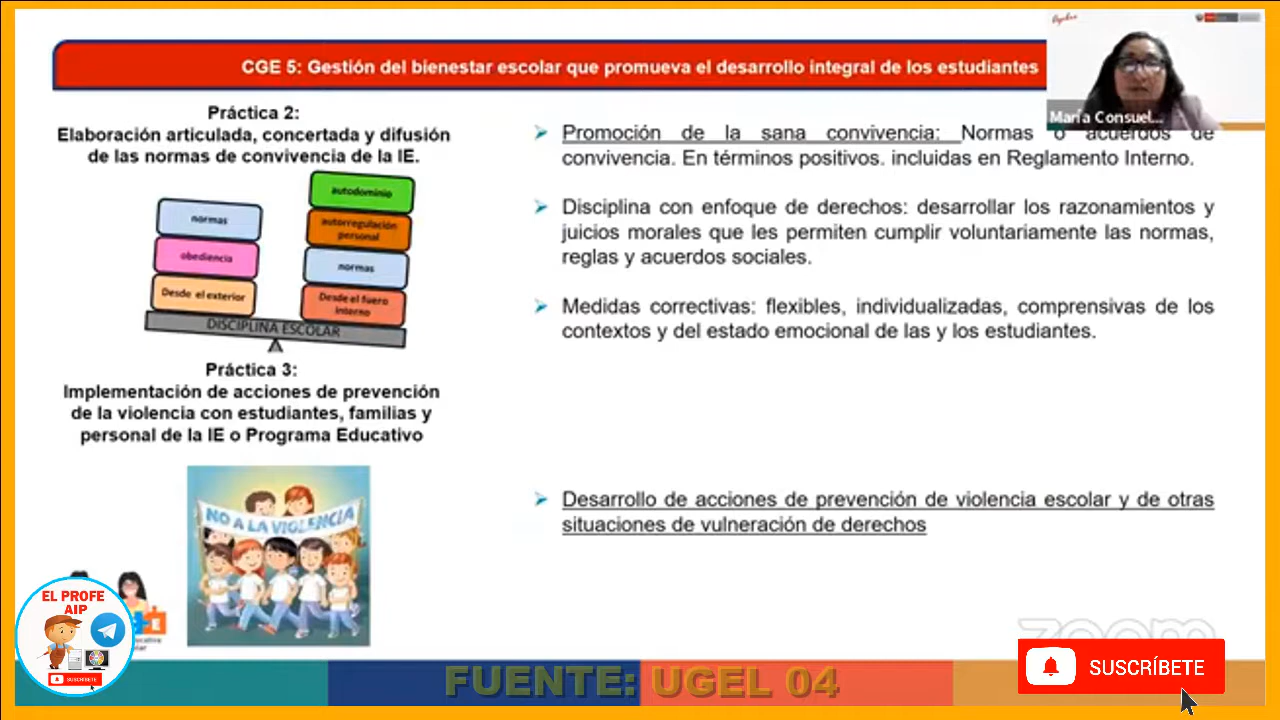 CGE 5: Gestión del bienestar escolar que promueva el desarrollo integral de los estudiantes
María Consuel...
Práctica 2:
Elaboración articulada, concertada y difusión
de las normas de convivencia de la IE.
normas
obediencia
Desde el exterior
autodominio
autorregulación
personal
normas
Desde el fuero
interno
DISCIPLINA ESCOLAR
Práctica 3:
Implementación de acciones de prevención
de la violencia con estudiantes, familias y
personal de la IE o Programa Educativo
NO A LA VIOLENCIA
Promoción de la sana convivencia: Normas o acuerdos de
convivencia. En términos positivos. incluidas en Reglamento Interno.
Disciplina con enfoque de derechos: desarrollar los razonamientos y
juicios morales que les permiten cumplir voluntariamente las normas,
reglas y acuerdos sociales.
Medidas correctivas: flexibles, individualizadas, comprensivas de los
contextos y del estado emocional de las y los estudiantes.
Desarrollo de acciones de prevención de violencia escolar y de otras
situaciones de vulneración de derechos
EL PROFE
AIP
SUSCRÍBETE
zoom
FUENTE: UGEL 04
SUSCRÍBETE